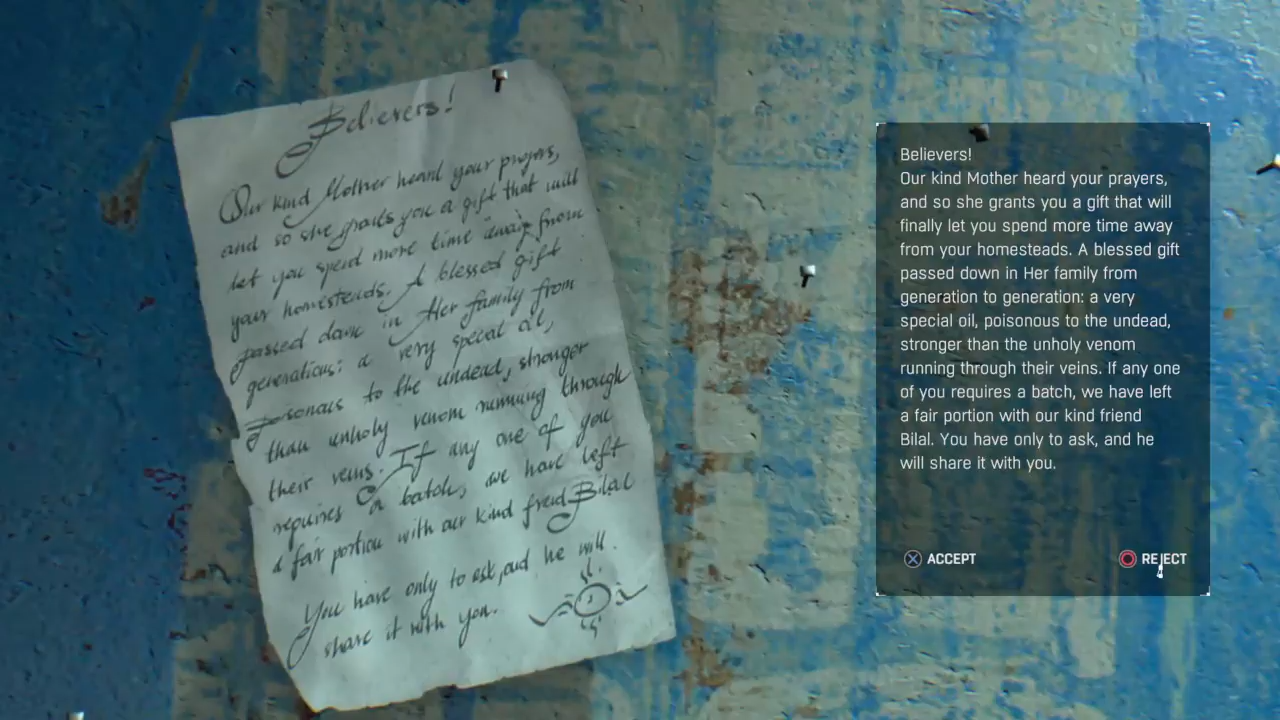 Believers!
Our kind Mother heard your prayers,
and so she grants you a gift that will
let you spend more time away from
your homesteads. A blessed gift
passed down in Her family from
generations: a very special oil,
poisonous to the undead, stronger
than unholy venom running through
their veins. If any one of you
requires a batch, we have left
a fair portion with our kind friend Bilal
You have only to ask, and he will
share it with you.
Believers!
Our kind Mother heard your prayers,
and so she grants you a gift that will
finally let you spend more time away
from your homesteads. A blessed gift
passed down in Her family from
generation to generation: a very
special oil, poisonous to the undead,
stronger than the unholy venom
running through their veins. If any one
of you requires a batch, we have left
a fair portion with our kind friend
Bilal. You have only to ask, and he
will share it with you.
ACCEPT
REJECT